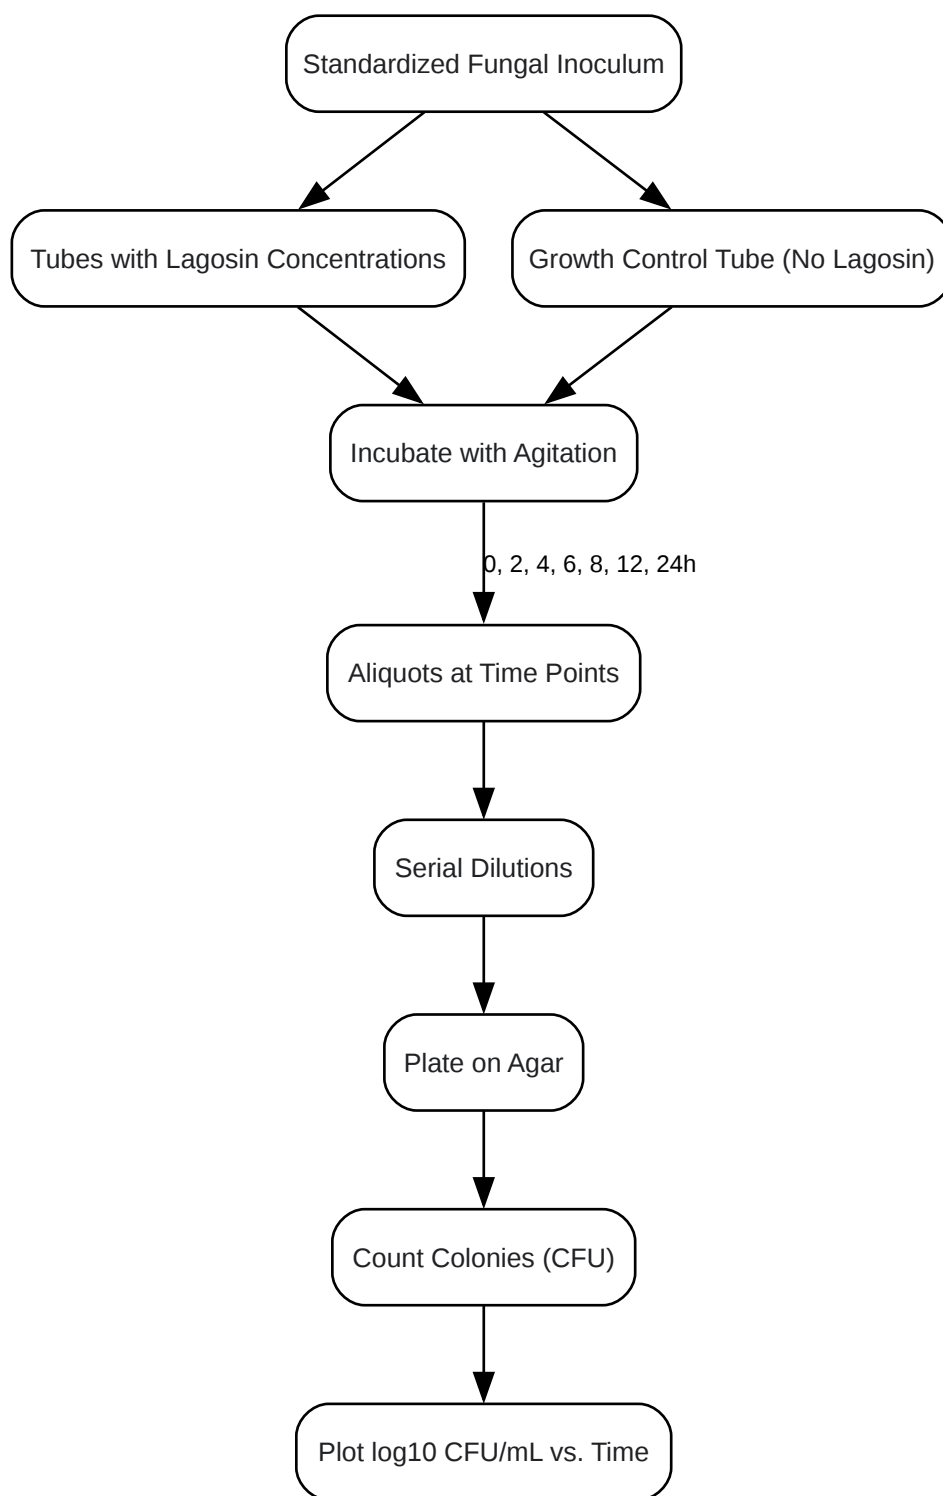 Standardized Fungal Inoculum
Tubes with Lagosin Concentrations
Growth Control Tube (No Lagosin)
Incubate with Agitation
0, 2, 4, 6, 8, 12, 24h
Aliquots at Time Points
Serial Dilutions
Plate on Agar
Count Colonies (CFU)
Plot log10 CFU/mL vs. Time